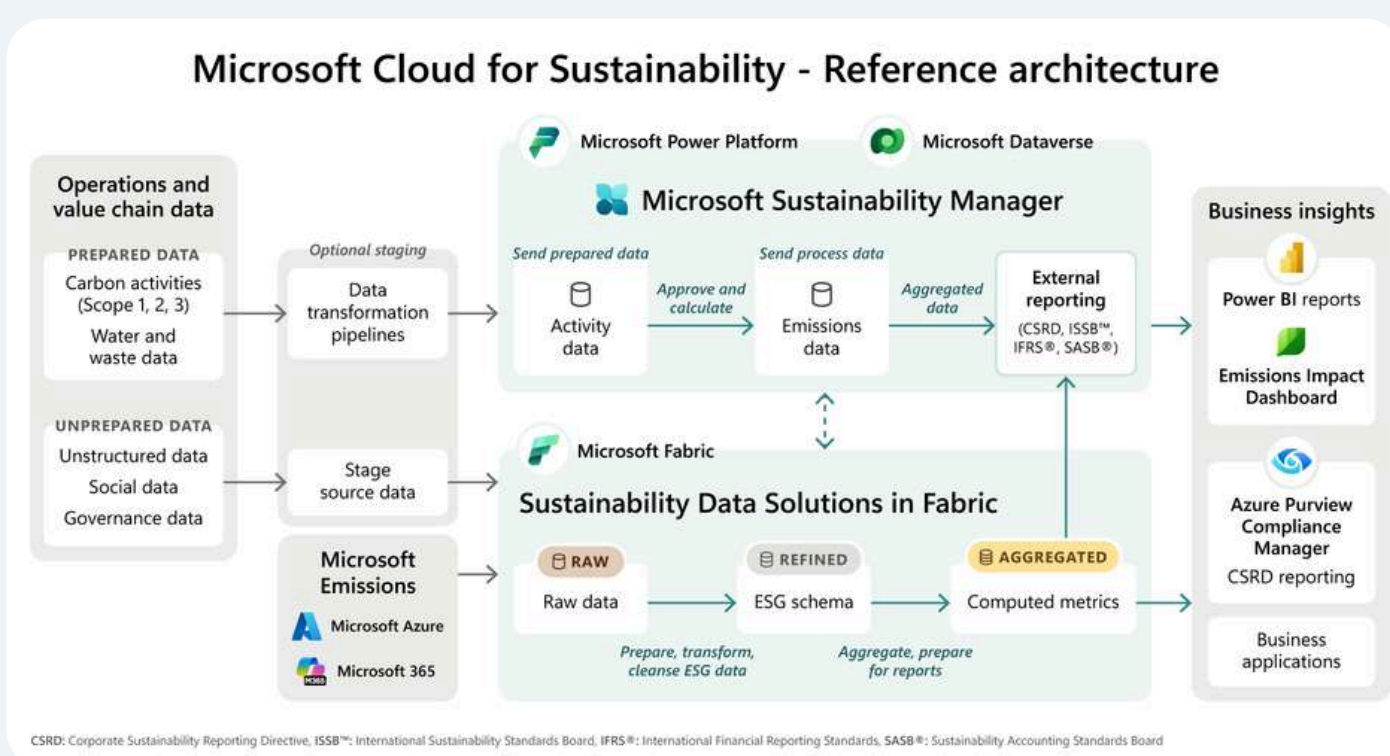 Microsoft Cloud for Sustainability - Reference architecture
Operations and
value chain data
PREPARED DATA
Carbon activities
(Scope 1, 2, 3)
Water and
waste data
UNPREPARED DATA
Unstructured data
Social data
Governance data
Optional staging
Data
transformation
pipelines
Stage
source data
Microsoft
Emissions
Microsoft Azure
M365
Microsoft 365
Microsoft Power Platform
Microsoft Dataverse
Microsoft Sustainability Manager
Send prepared data
Activity
data
Approve and
calculate
Send process data
Emissions
data
Aggregated
data
External
reporting
(CSRD, ISSB™,
IFRS®, SASB®)
Microsoft Fabric
Sustainability Data Solutions in Fabric
RAW
Raw data
Prepare, transform,
cleanse ESG data
REFINED
ESG schema
Aggregate, prepare
for reports
AGGREGATED
Computed metrics
Business insights
Power BI reports
Emissions Impact
Dashboard
Azure Purview
Compliance
Manager
CSRD reporting
Business
applications
CSRD: Corporate Sustainability Reporting Directive, ISSB™: International Sustainability Standards Board, IFRS®: International Financial Reporting Standards, SASB®: Sustainability Accounting Standards Board